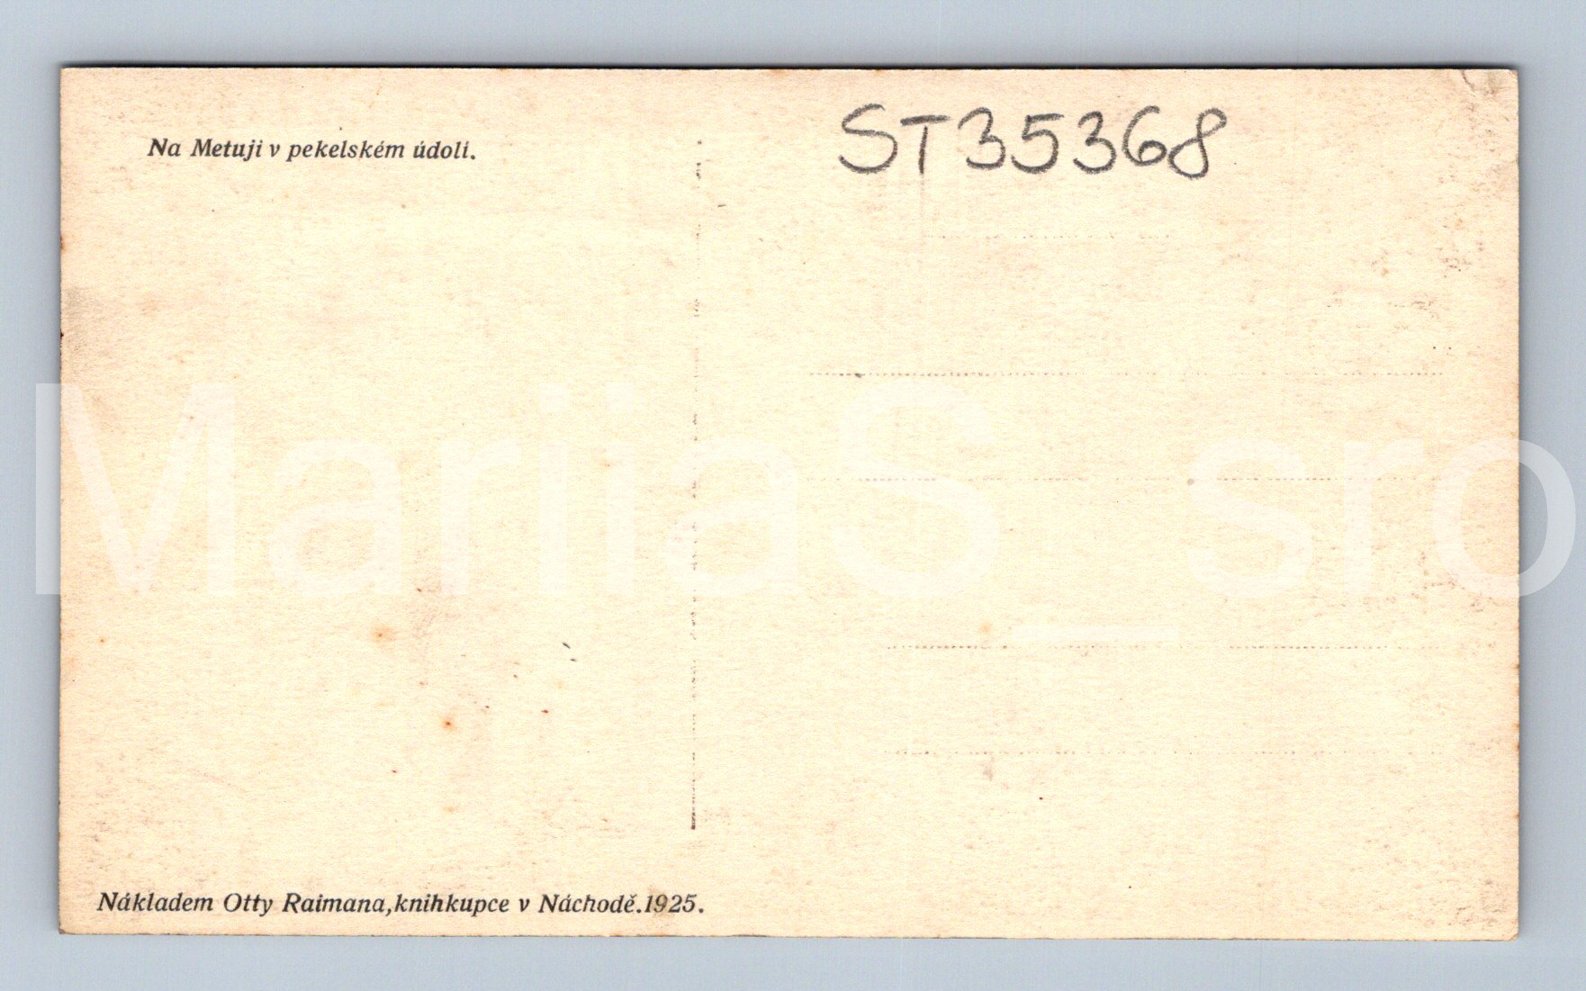 Na Metuji v pekelském údolí.
ST35368
MariiaS_sro
Nákladem Otty Raimana,knihkupce v Náchodě.1925.